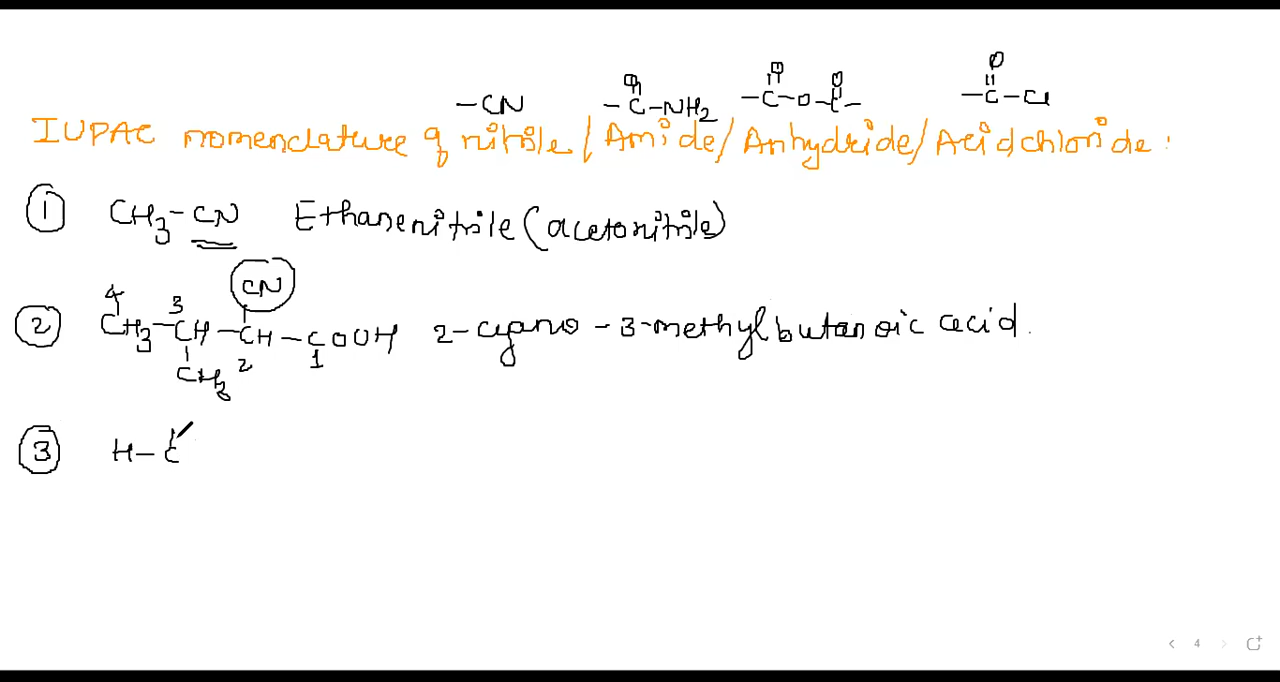 -CN -C-NH2 O -C-O-C- O O -C-Cl O
IUPAC nomenclature of nitrile/Amide/Anhydride/Acid chloride:
① CH3-CN Ethanenitrile (acetonitrile)
CN
4 3
② CH3-CH-CH-COOH 2-cyano-3-methylbutanoic acid.
CH3 2 1
③ H-C
4